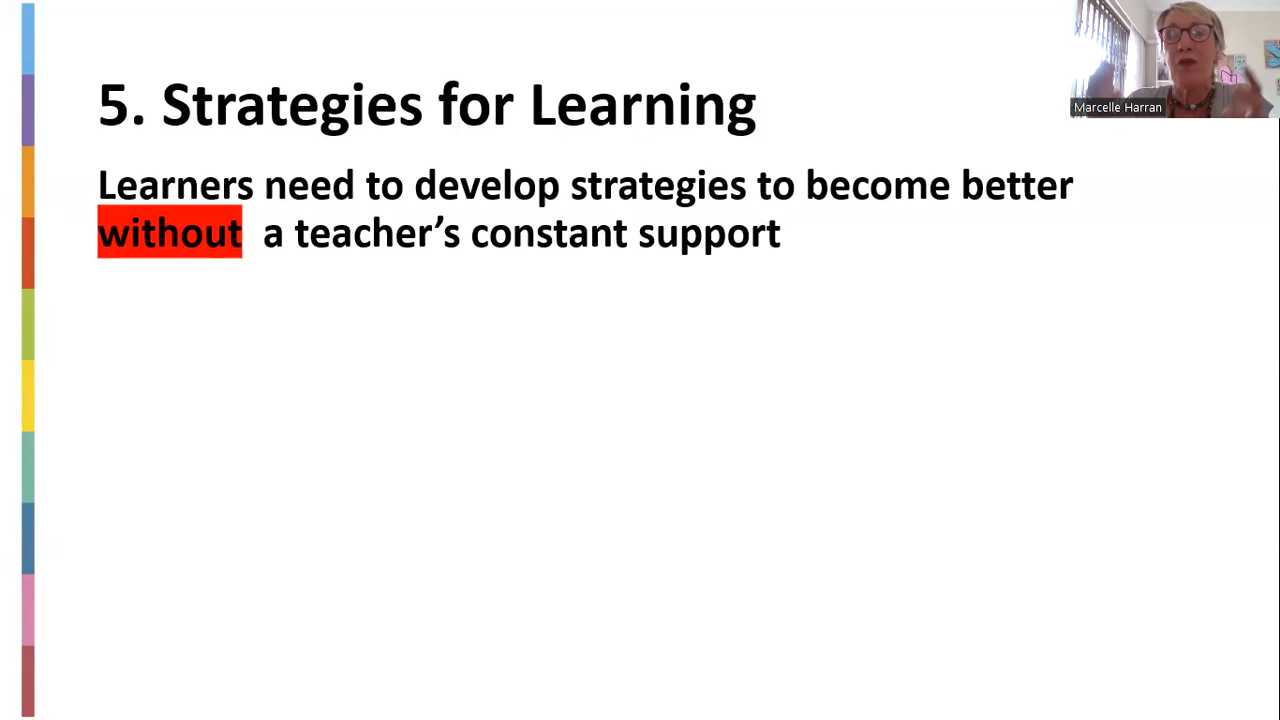 5. Strategies for Learning
Marcelle Harran
Learners need to develop strategies to become better
without a teacher’s constant support